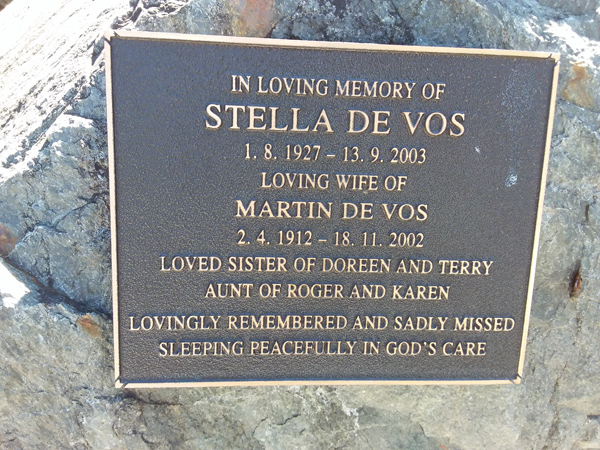 IN LOVING MEMORY OF
STELLA DE VOS
1. 8. 1927 – 13. 9. 2003
LOVING WIFE OF
MARTIN DE VOS
2. 4. 1912 – 18. 11. 2002
LOVED SISTER OF DOREEN AND TERRY
AUNT OF ROGER AND KAREN
LOVINGLY REMEMBERED AND SADLY MISSED
SLEEPING PEACEFULLY IN GOD'S CARE